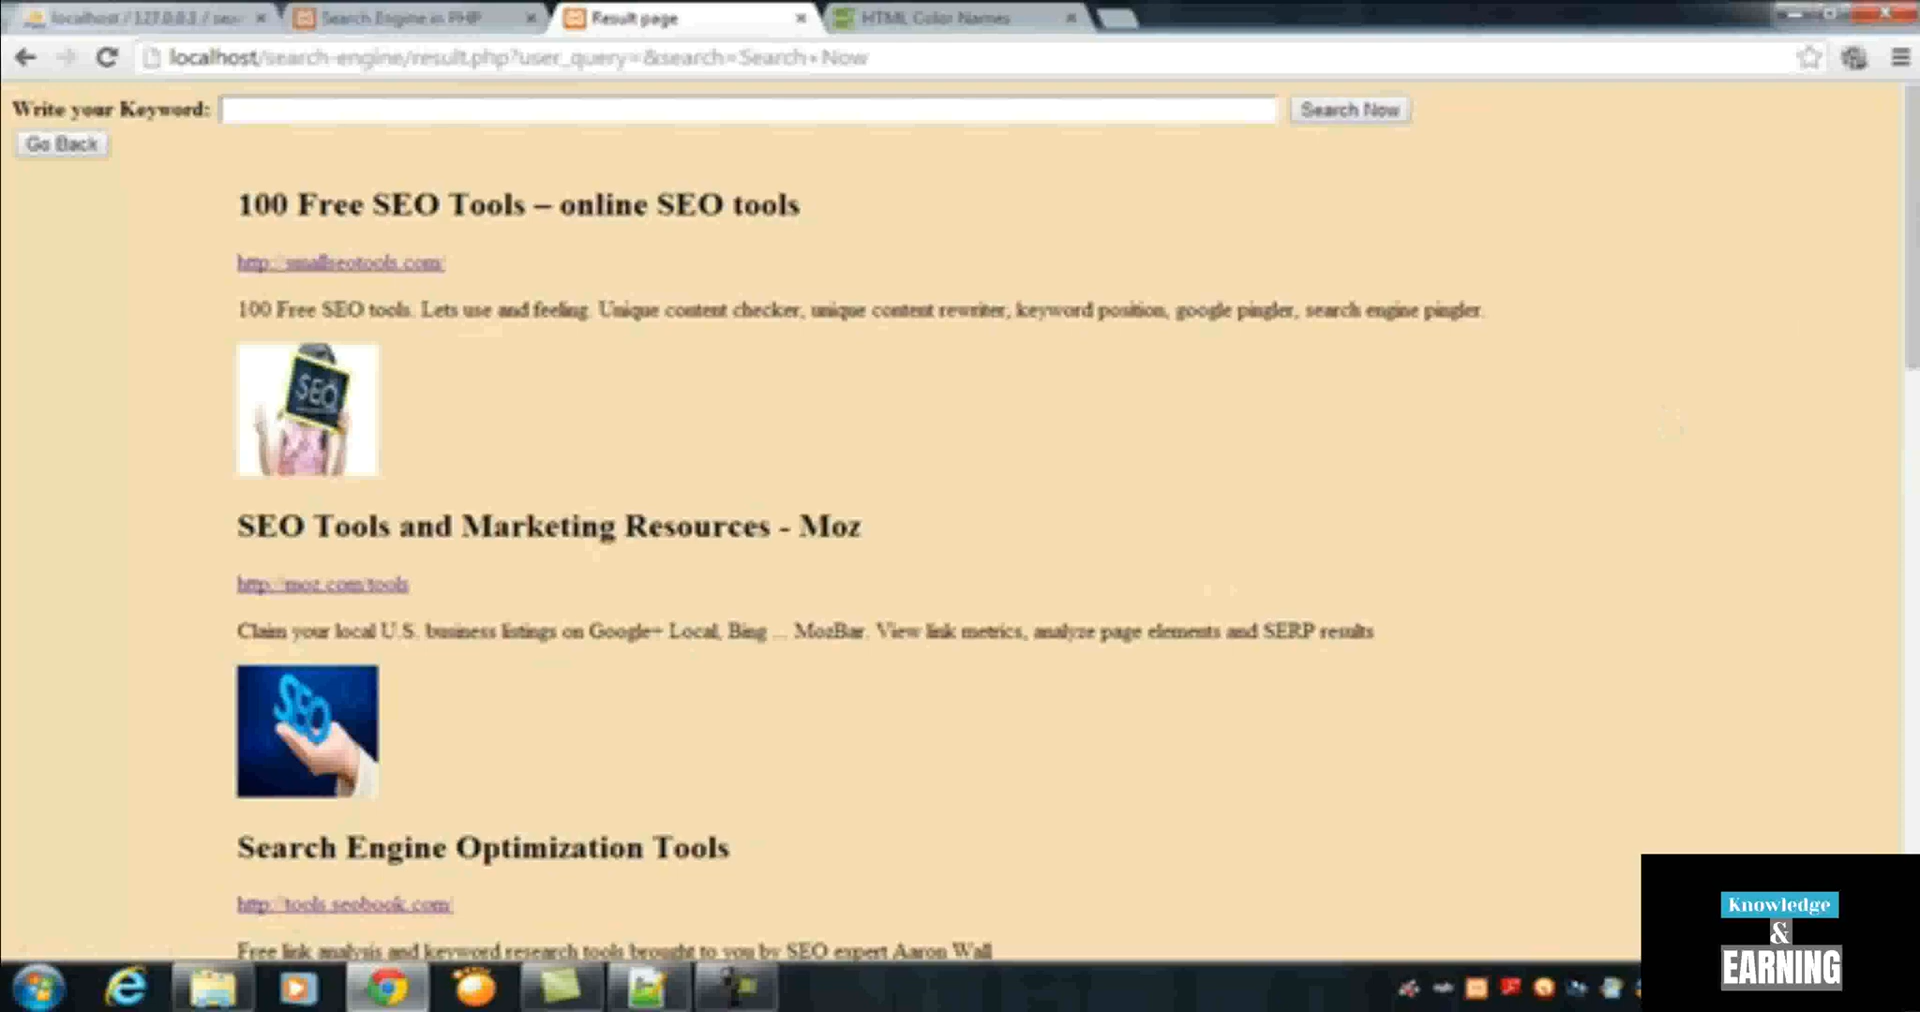 localhost / 127.0.0.1 / sea
Search Engine in PHP
Result page
HTML Color Names
localhost/search-engine/result.php?user_query=&search=Search+Now
Write your Keyword:
Search Now
Go Back
100 Free SEO Tools – online SEO tools
http://smallseotools.com/
100 Free SEO tools. Lets use and feeling. Unique content checker, unique content rewriter, keyword position, google pingler, search engine pingler.
SEO
SEO Tools and Marketing Resources - Moz
http://moz.com/tools
Claim your local U.S. business listings on Google+ Local, Bing ... MozBar. View link metrics, analyze page elements and SERP results
SEO
Search Engine Optimization Tools
http://tools.seobook.com/
Free link analysis and keyword research tools brought to you by SEO expert Aaron Wall
Knowledge
&
EARNING